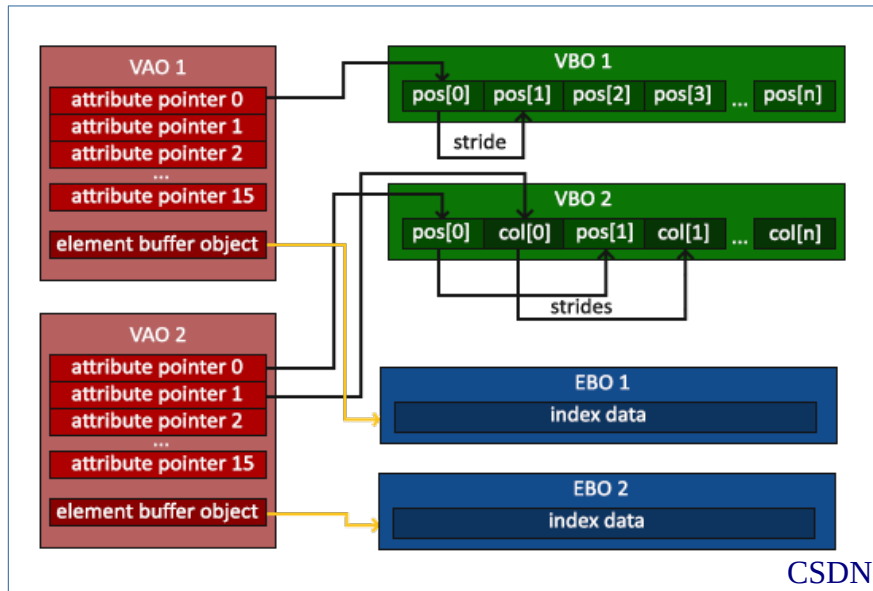 VAO 1
attribute pointer 0
attribute pointer 1
attribute pointer 2
...
attribute pointer 15
element buffer object
VAO 2
attribute pointer 0
attribute pointer 1
attribute pointer 2
...
attribute pointer 15
element buffer object
VBO 1
pos[0] pos[1] pos[2] pos[3] ... pos[n]
stride
VBO 2
pos[0] col[0] pos[1] col[1] ... col[n]
strides
EBO 1
index data
EBO 2
index data
CSDN